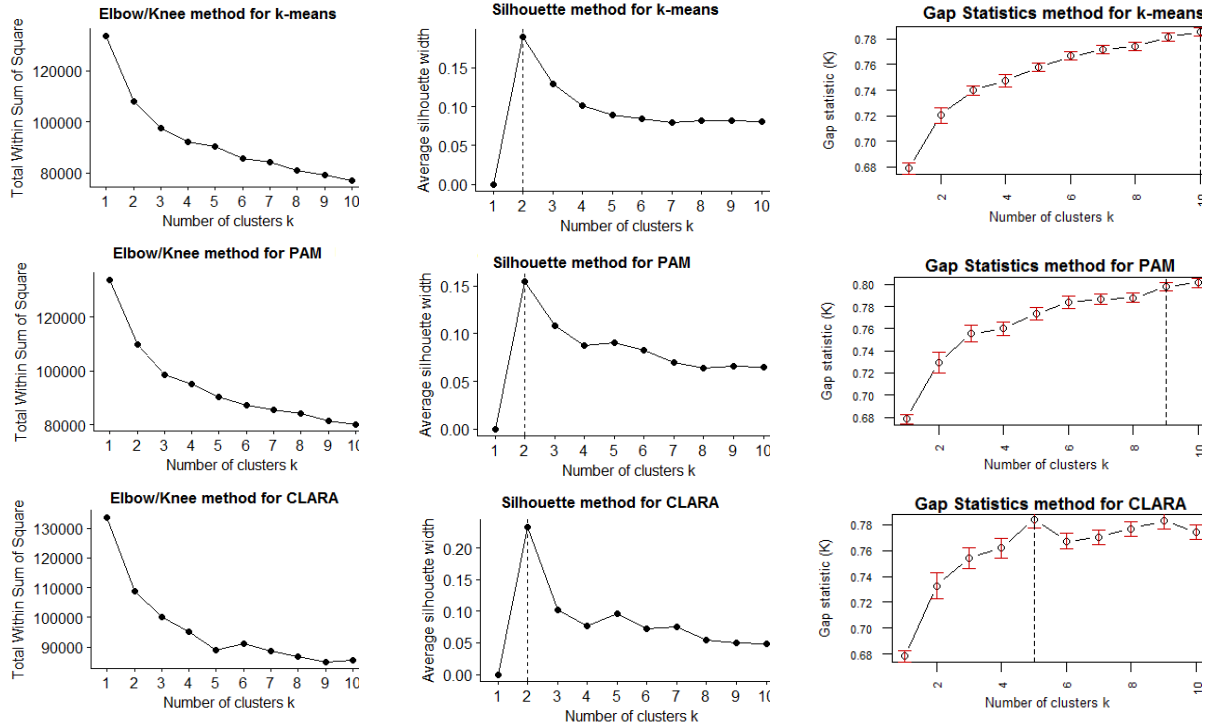 Elbow/Knee method for k-means
Total Within Sum of Square
120000
100000
80000
1 2 3 4 5 6 7 8 9 10
Number of clusters k
Silhouette method for k-means
Average silhouette width
0.15
0.10
0.05
0.00
1 2 3 4 5 6 7 8 9 10
Number of clusters k
Gap Statistics method for k-means
Gap statistic (K)
0.78
0.76
0.74
0.72
0.70
0.68
2 4 6 8 10
Number of clusters k
Elbow/Knee method for PAM
Total Within Sum of Square
120000
100000
80000
1 2 3 4 5 6 7 8 9 10
Number of clusters k
Silhouette method for PAM
Average silhouette width
0.15
0.10
0.05
0.00
1 2 3 4 5 6 7 8 9 10
Number of clusters k
Gap Statistics method for PAM
Gap statistic (K)
0.80
0.78
0.76
0.74
0.72
0.70
0.68
2 4 6 8 10
Number of clusters k
Elbow/Knee method for CLARA
Total Within Sum of Square
130000
120000
110000
100000
90000
1 2 3 4 5 6 7 8 9 10
Number of clusters k
Silhouette method for CLARA
Average silhouette width
0.20
0.15
0.10
0.05
0.00
1 2 3 4 5 6 7 8 9 10
Number of clusters k
Gap Statistics method for CLARA
Gap statistic (K)
0.78
0.76
0.74
0.72
0.70
0.68
2 4 6 8 10
Number of clusters k